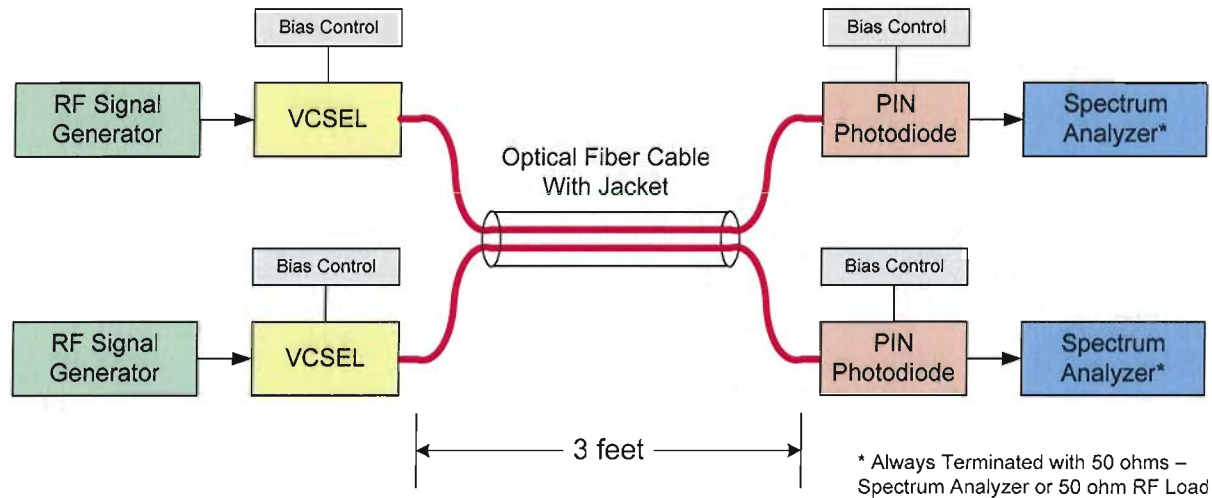 Bias Control
Bias Control
RF Signal
Generator
VCSEL
PIN
Photodiode
Spectrum
Analyzer*
Optical Fiber Cable
With Jacket
Bias Control
Bias Control
RF Signal
Generator
VCSEL
PIN
Photodiode
Spectrum
Analyzer*
3 feet
* Always Terminated with 50 ohms –
Spectrum Analyzer or 50 ohm RF Load